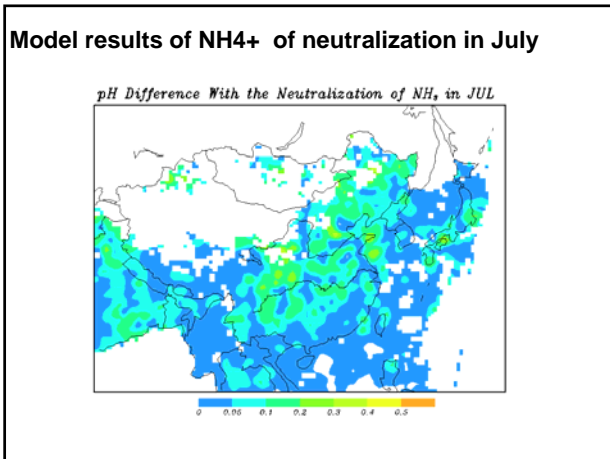 Model results of NH4+ of neutralization in July
pH Difference With the Neutralization of NH₃ in JUL
0 0.05 0.1 0.2 0.3 0.4 0.5